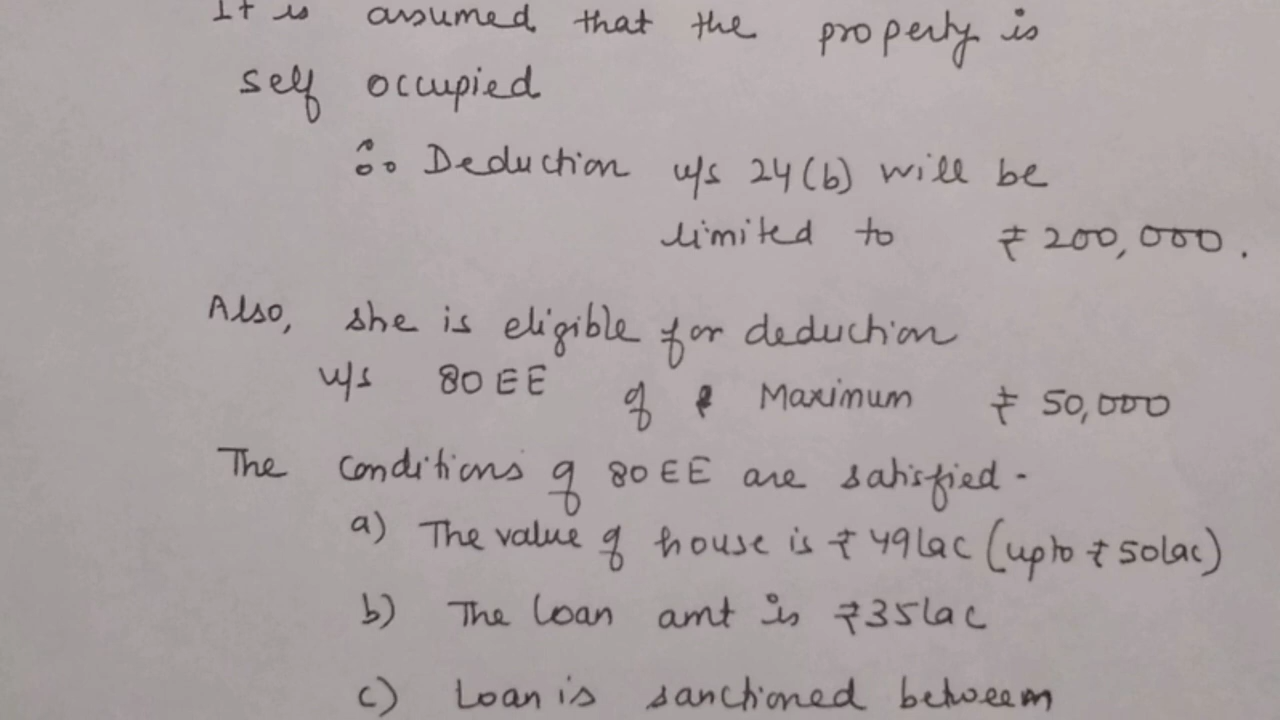 It is assumed that the property is
self occupied
∴ Deduction u/s 24(b) will be
limited to ₹ 200,000.
Also, she is eligible for deduction
u/s 80EE of Maximum ₹ 50,000
The conditions of 80EE are satisfied -
a) The value of house is ₹ 49lac (upto ₹ 50lac)
b) The loan amt is ₹35lac
c) Loan is sanctioned between